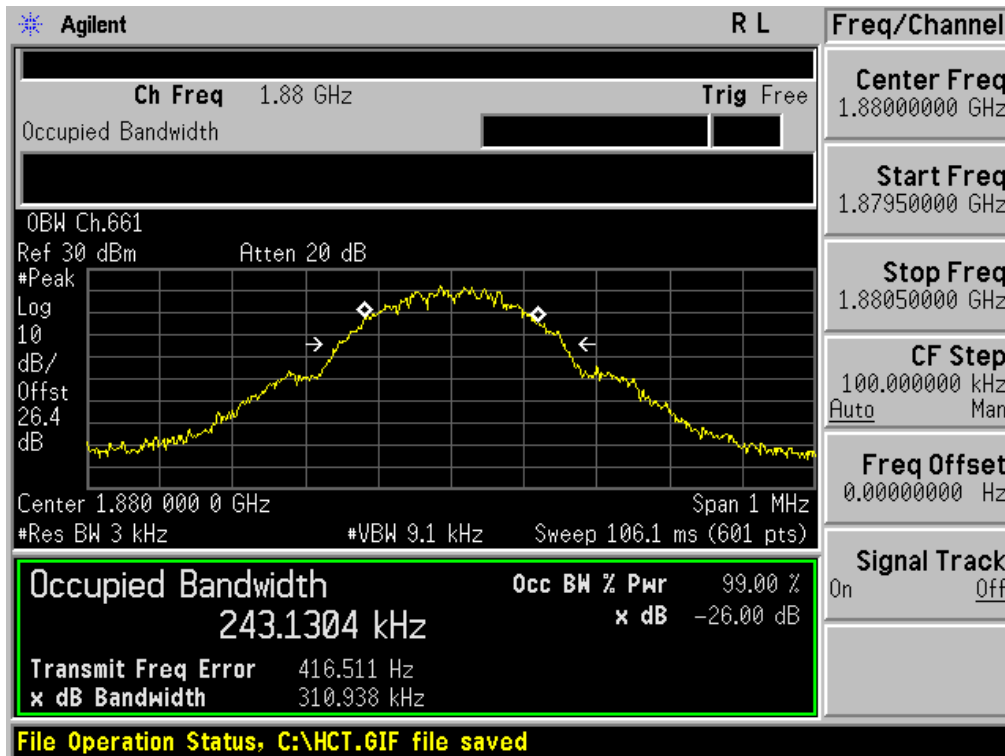 Agilent
R L
Freq/Channel
Ch Freq 1.88 GHz
Trig Free
Occupied Bandwidth
Center Freq
1.88000000 GHz
Start Freq
1.87950000 GHz
Stop Freq
1.88050000 GHz
CF Step
100.000000 kHz
Auto Man
Freq Offset
0.00000000 Hz
Signal Track
On Off
OBW Ch.661
Ref 30 dBm Atten 20 dB
#Peak
Log
10
dB/
Offst
26.4
dB
Center 1.880 000 0 GHz Span 1 MHz
#Res BW 3 kHz #VBW 9.1 kHz Sweep 106.1 ms (601 pts)
Occupied Bandwidth
243.1304 kHz
Occ BW % Pwr 99.00 %
x dB -26.00 dB
Transmit Freq Error 416.511 Hz
x dB Bandwidth 310.938 kHz
File Operation Status, C:\HCT.GIF file saved